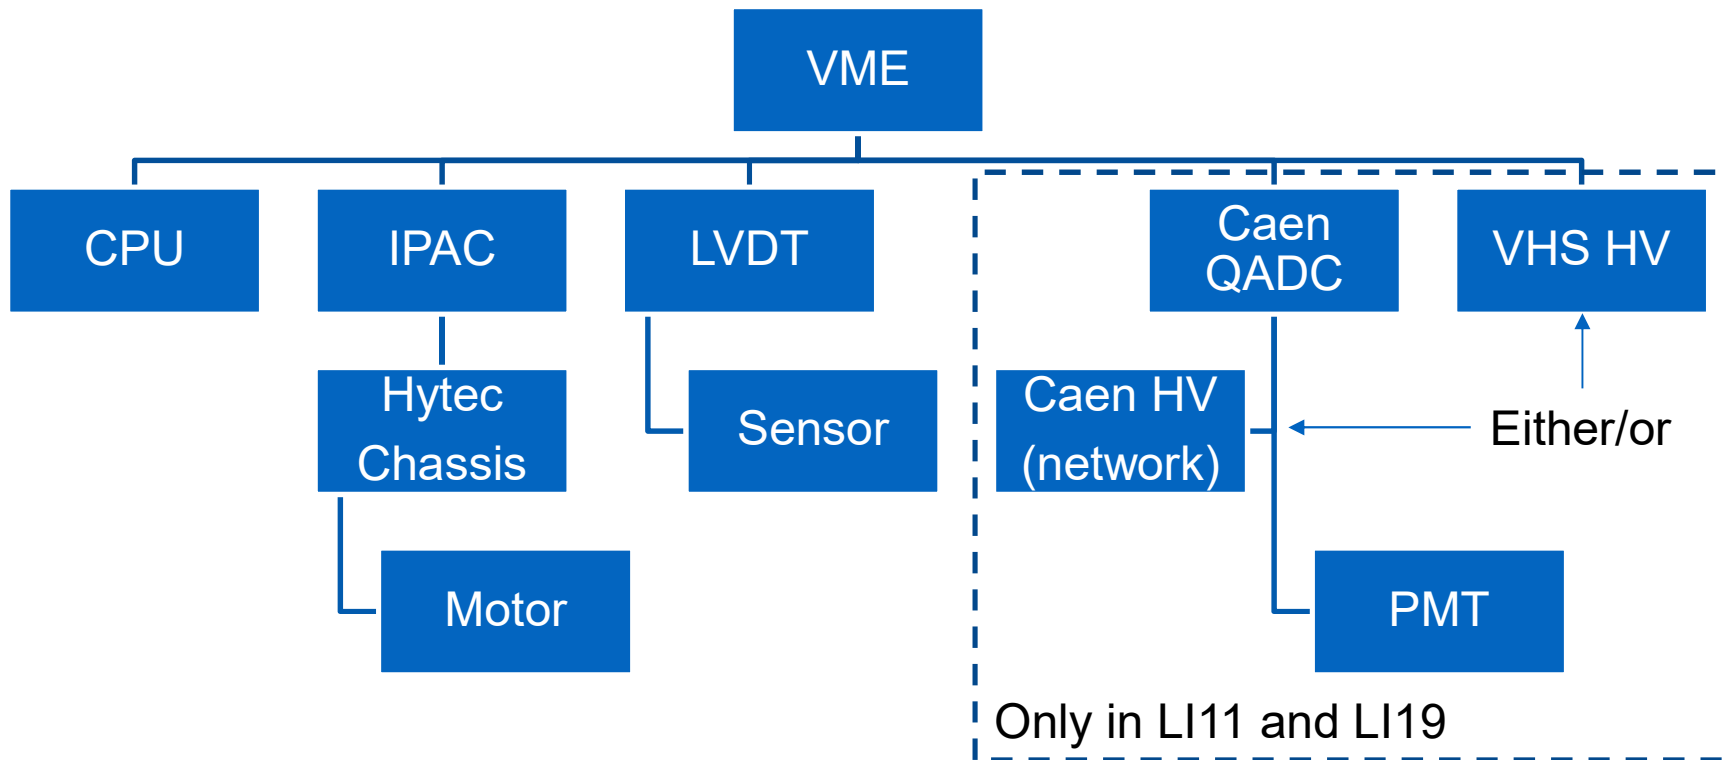 VME
CPU
IPAC
LVDT
Caen
QADC
VHS HV
Hytec
Chassis
Sensor
Caen HV
(network)
Either/or
Motor
PMT
Only in LI11 and LI19